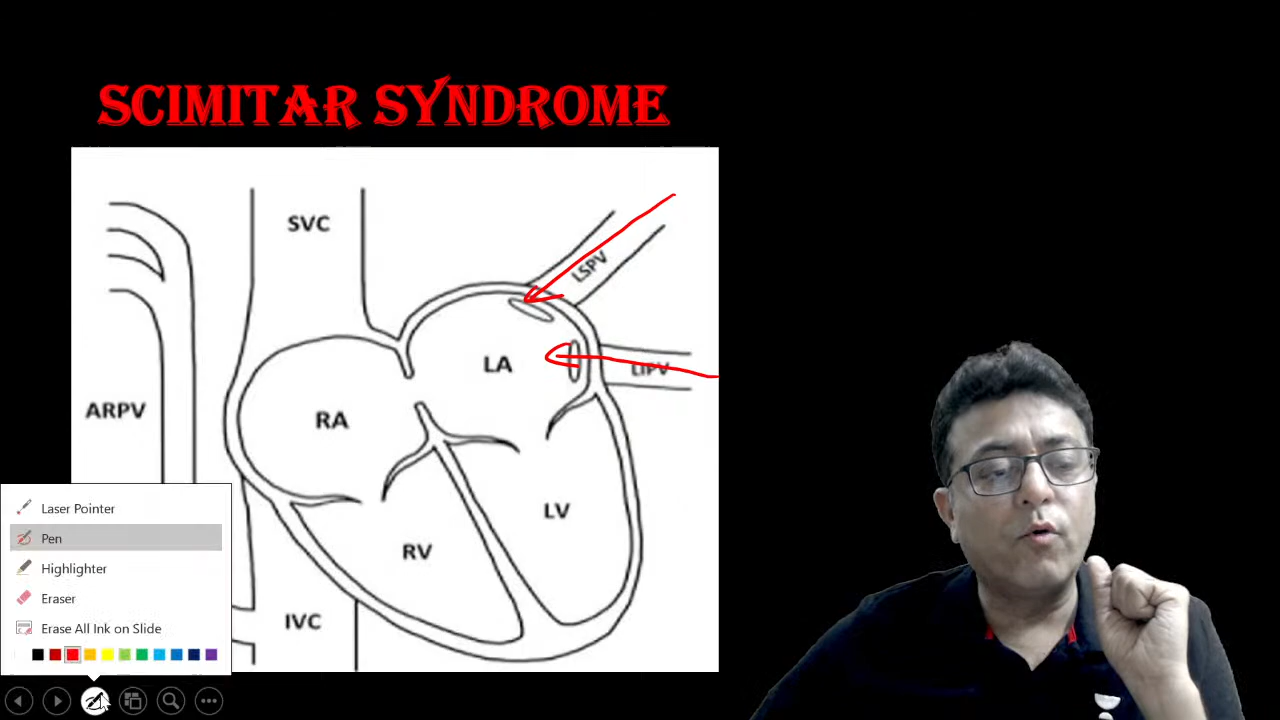 SCIMITAR SYNDROME
SVC
LSPV
LA
LIPV
ARPV
RA
LV
RV
IVC
Laser Pointer
Pen
Highlighter
Eraser
Erase All Ink on Slide